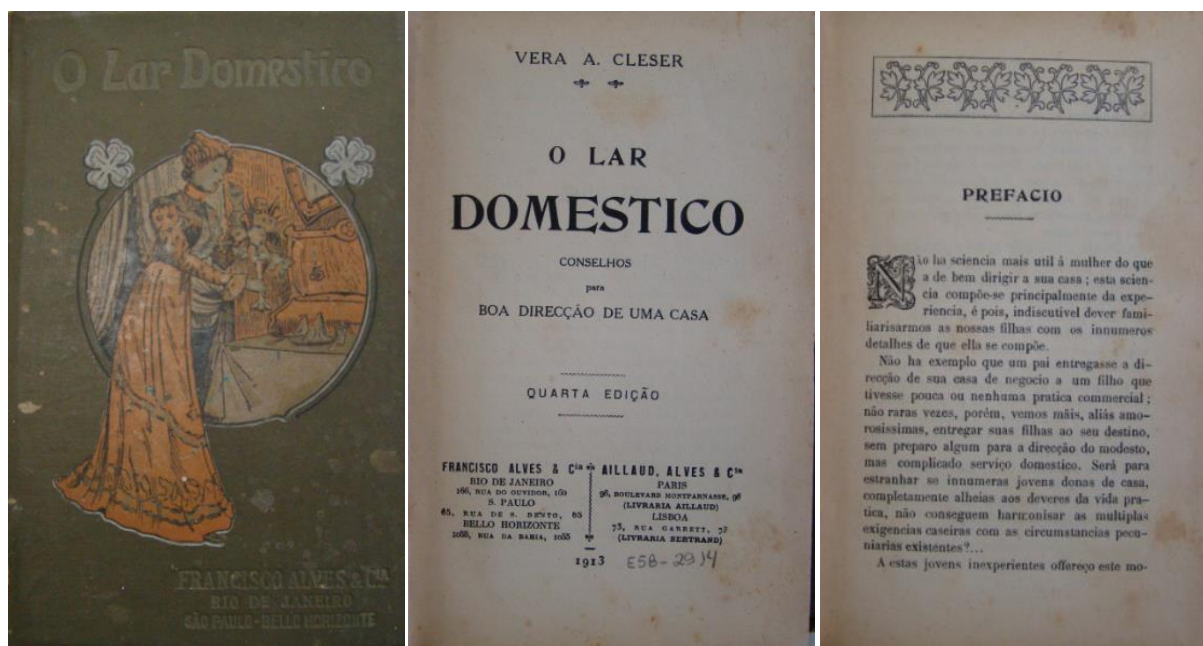 O Lar Domestico
FRANCISCO ALVES & Cia
RIO DE JANEIRO
SÃO PAULO-BELLO HORIZONTE
VERA A. CLESER
O LAR
DOMESTICO
CONSELHOS
para
BOA DIRECÇÃO DE UMA CASA
QUARTA EDIÇÃO
FRANCISCO ALVES & Cia
RIO DE JANEIRO
166, RUA DO OUVIDOR, 166
S. PAULO
65, RUA DE S. BENTO, 65
BELLO HORIZONTE
1055, RUA DA BAHIA, 1055
AILLAUD, ALVES & Cia
PARIS
96, BOULEVARD MONTPARNASSE, 96
(LIVRARIA AILLAUD)
LISBOA
73, RUA GARRETT, 75
(LIVRARIA BERTRAND)
1913
E5B-2914
PREFACIO
Não ha sciencia mais util á mulher do que
a de bem dirigir a sua casa ; esta scien-
cia compõe-se principalmente da expe-
riencia, é pois, indiscutivel dever fami-
liarisarmos as nossas filhas com os innumeros
detalhes de que ella se compõe.
Não ha exemplo que um pai entregasse a di-
recção de sua casa de negocio a um filho que
tivesse pouca ou nenhuma pratica commercial ;
não raras vezes, porém, vemos mãis, aliás amo-
rosissimas, entregar suas filhas ao seu destino,
sem preparo algum para a direcção do modesto,
mas complicado serviço domestico. Será para
estranhar se innumeras jovens donas de casa,
completamente alheias aos deveres da vida pra-
tica, não conseguem harmonisar as multiplas
exigencias caseiras com as circumstancias pecu-
niarias existentes?...
A estas jovens inexperientes offereço este mo-